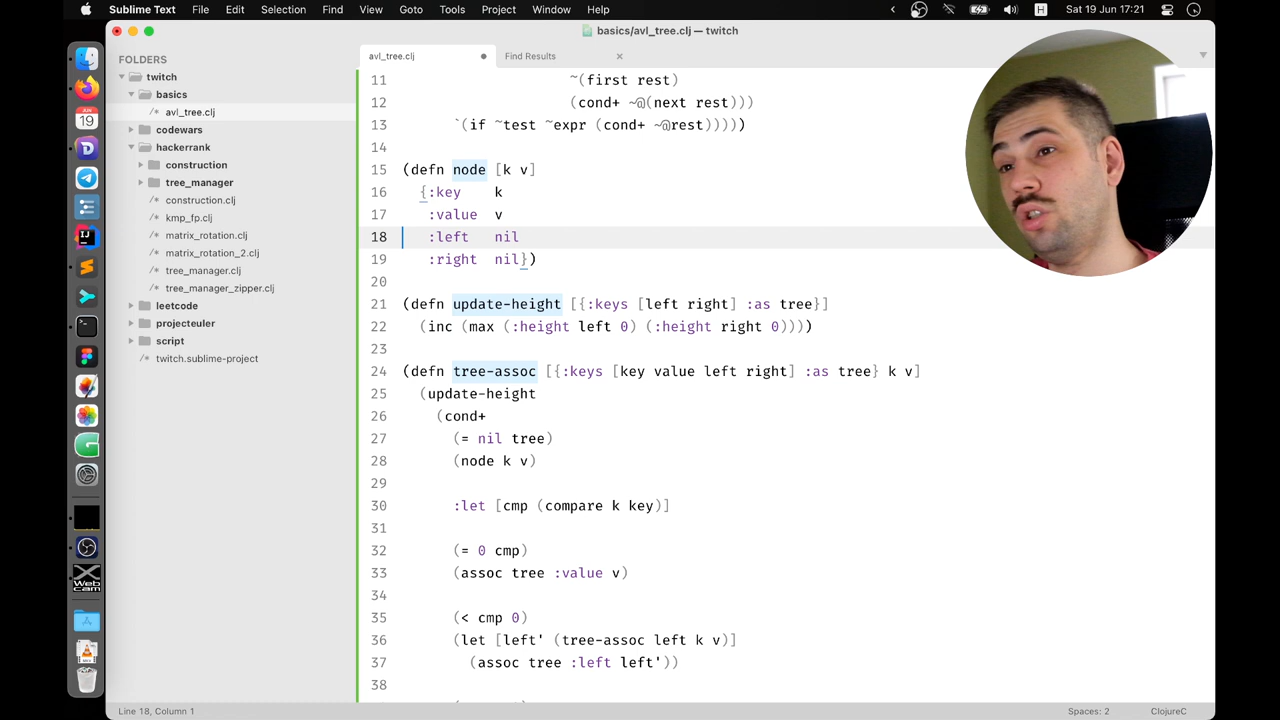 Sublime Text File Edit Selection Find View Goto Tools Project Window Help H Sat 19 Jun 17:21
basics/avl_tree.clj — twitch
FOLDERS
twitch
basics
/* avl_tree.clj
codewars
hackerrank
construction
tree_manager
/* construction.clj
/* kmp_fp.clj
/* matrix_rotation.clj
/* matrix_rotation_2.clj
/* tree_manager.clj
/* tree_manager_zipper.clj
leetcode
projecteuler
script
/* twitch.sublime-project
JUN
19
IJ
Web
cam
avl_tree.clj
Find Results
11 ~(first rest)
12 (cond+ ~@(next rest)))
13 `(if ~test ~expr (cond+ ~@rest)))))
14
15 (defn node [k v]
16 {:key k
17 :value v
18 :left nil
19 :right nil})
20
21 (defn update-height [{:keys [left right] :as tree}]
22 (inc (max (:height left 0) (:height right 0))))
23
24 (defn tree-assoc [{:keys [key value left right] :as tree} k v]
25 (update-height
26 (cond+
27 (= nil tree)
28 (node k v)
29
30 :let [cmp (compare k key)]
31
32 (= 0 cmp)
33 (assoc tree :value v)
34
35 (< cmp 0)
36 (let [left' (tree-assoc left k v)]
37 (assoc tree :left left'))
38
Line 18, Column 1
Spaces: 2
ClojureC